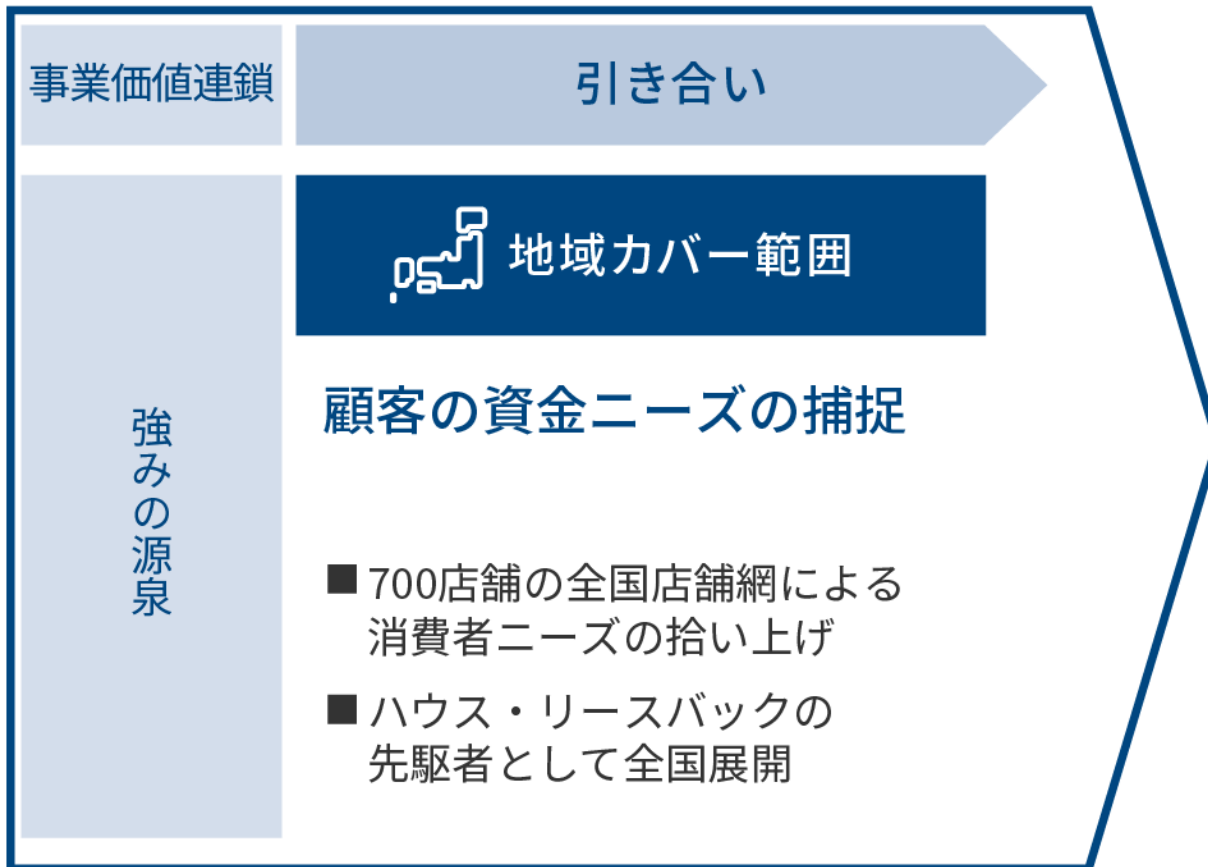 事業価値連鎖
引き合い
地域カバー範囲
強みの源泉
顧客の資金ニーズの捕捉
■ 700店舗の全国店舗網による
消費者ニーズの拾い上げ
■ ハウス・リースバックの
先駆者として全国展開